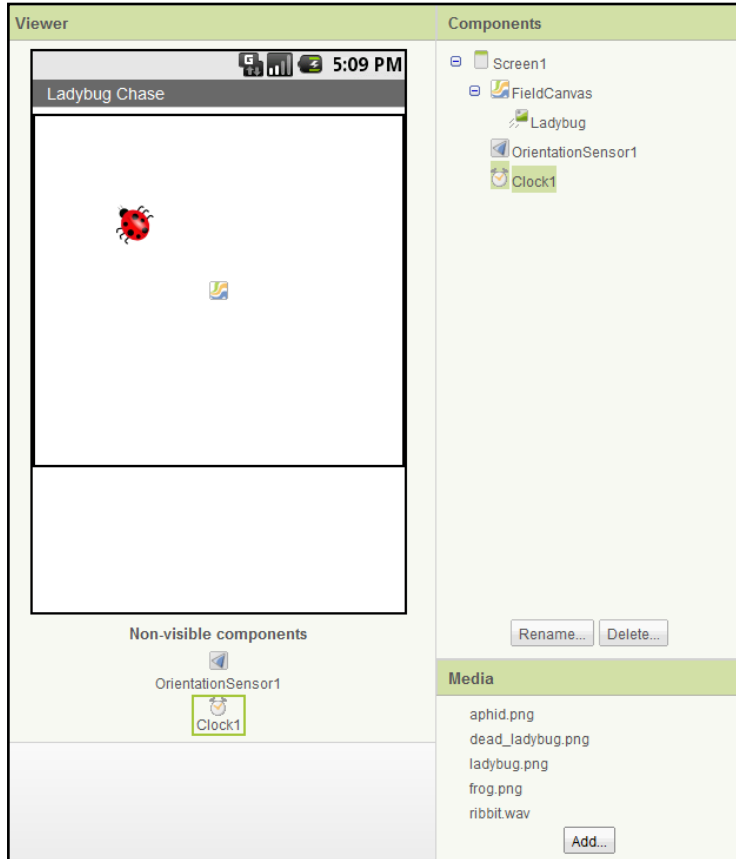 Viewer
5:09 PM
Ladybug Chase
Non-visible components
OrientationSensor1
Clock1
Components
Screen1
FieldCanvas
Ladybug
OrientationSensor1
Clock1
Rename... Delete...
Media
aphid.png
dead_ladybug.png
ladybug.png
frog.png
ribbit.wav
Add...